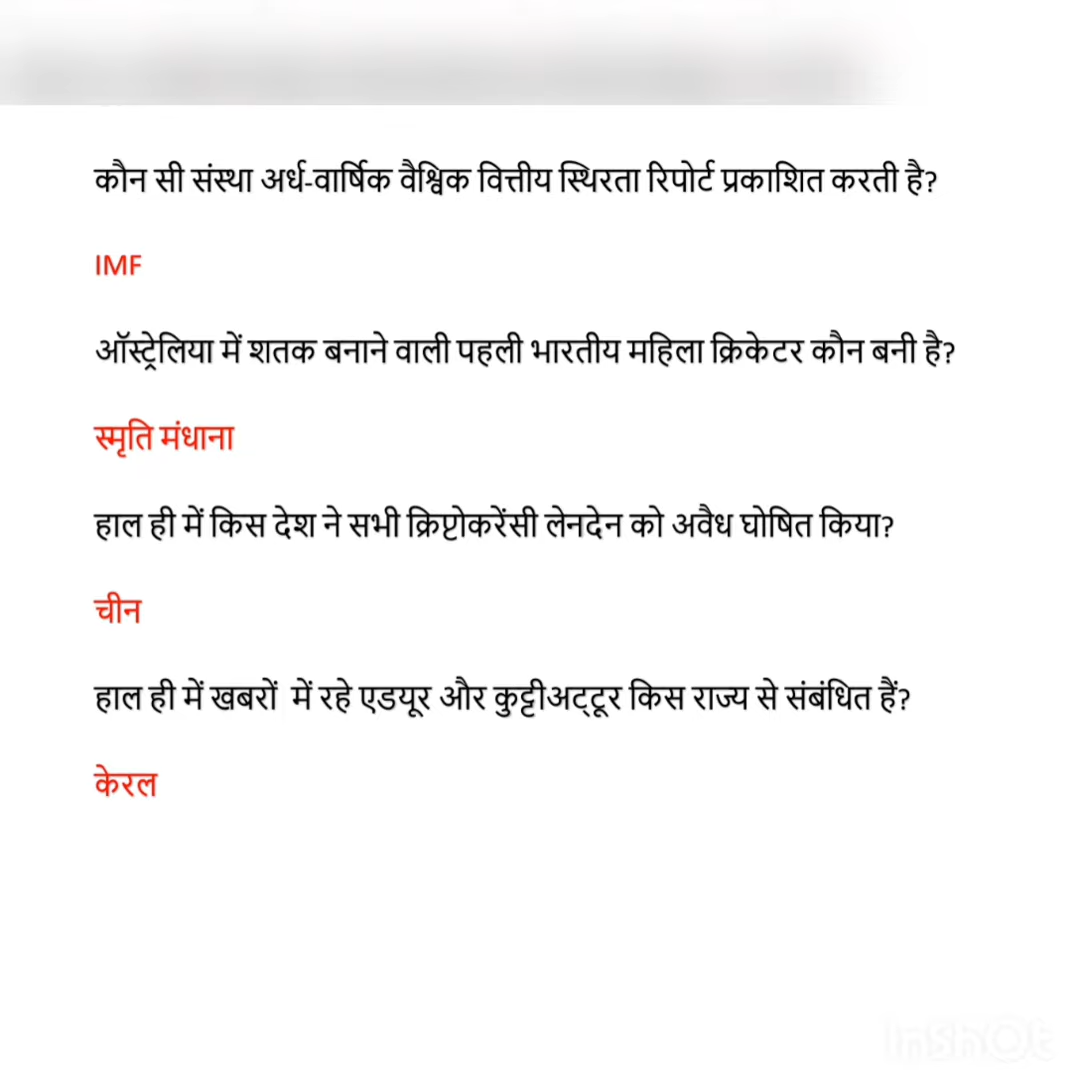 कौन सी संस्था अर्ध-वार्षिक वैश्विक वित्तीय स्थिरता रिपोर्ट प्रकाशित करती है?
IMF
ऑस्ट्रेलिया में शतक बनाने वाली पहली भारतीय महिला क्रिकेटर कौन बनी है?
स्मृति मंधाना
हाल ही में किस देश ने सभी क्रिप्टोकरेंसी लेनदेन को अवैध घोषित किया?
चीन
हाल ही में खबरों में रहे एडयूर और कुट्टीअट्टूर किस राज्य से संबंधित हैं?
केरल
InShOt